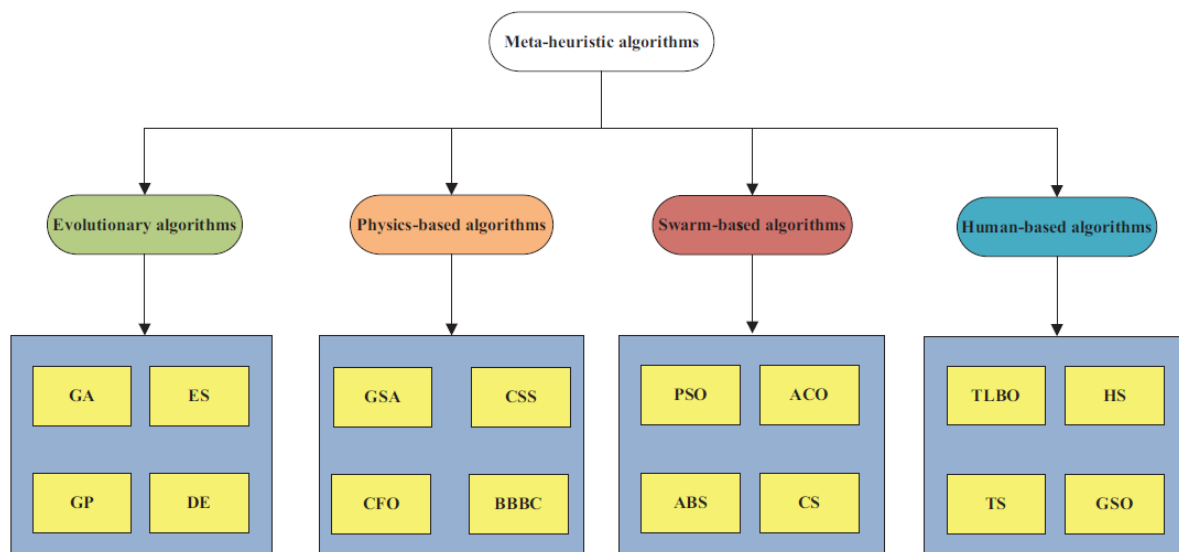 Meta-heuristic algorithms
Evolutionary algorithms
Physics-based algorithms
Swarm-based algorithms
Human-based algorithms
GA
ES
GP
DE
GSA
CSS
CFO
BBBC
PSO
ACO
ABS
CS
TLBO
HS
TS
GSO